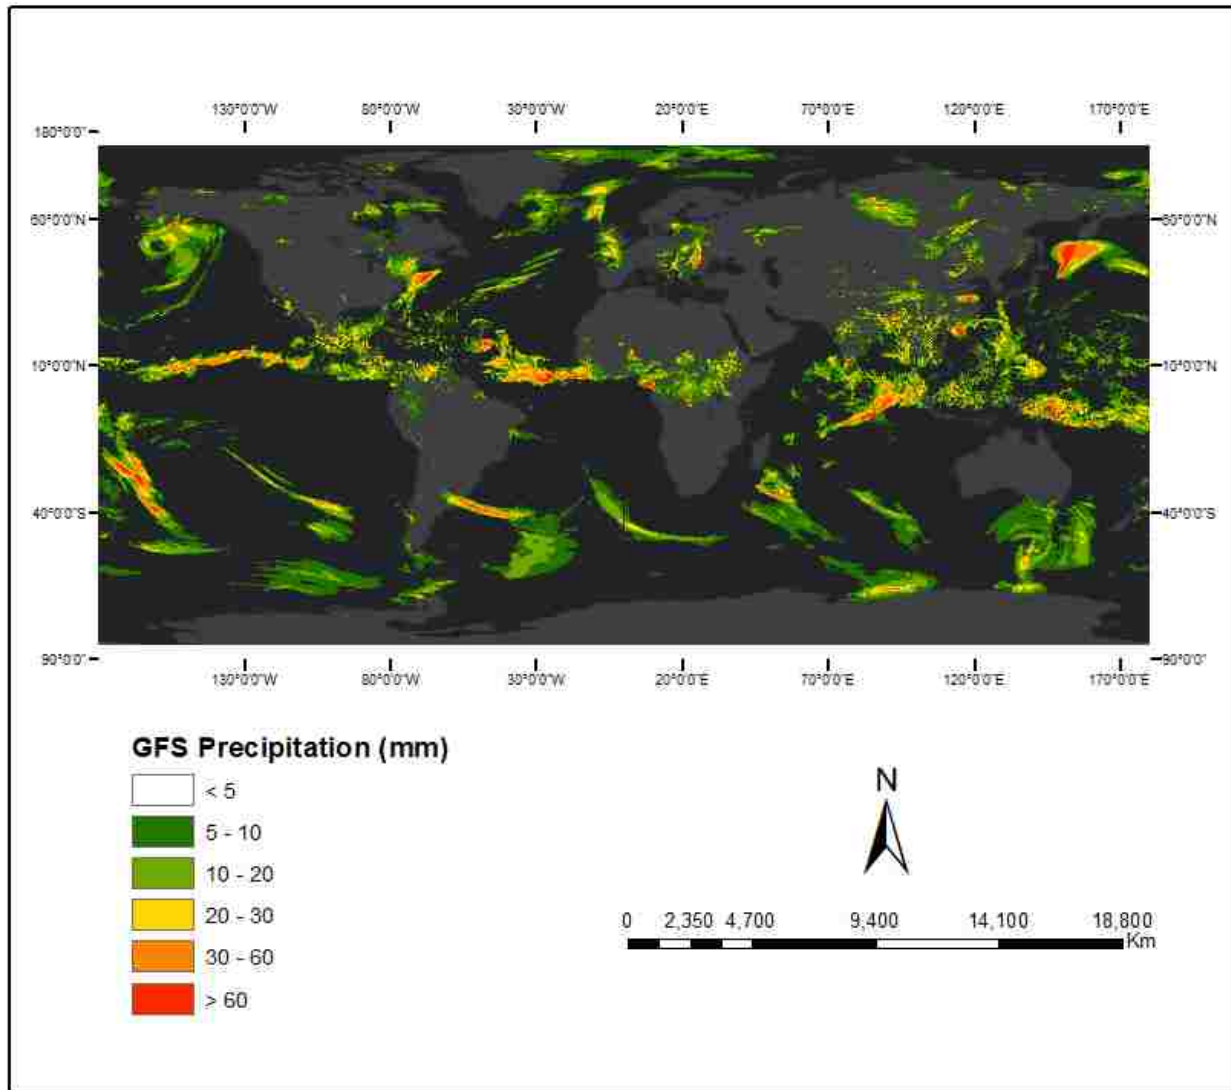 130°0'0"W 80°0'0"W 30°0'0"W 20°0'0"E 70°0'0"E 120°0'0"E 170°0'0"E
180°0'0"
60°0'0"N 60°0'0"N
10°0'0"N 10°0'0"N
40°0'0"S 40°0'0"S
90°0'0" 90°0'0"
130°0'0"W 80°0'0"W 30°0'0"W 20°0'0"E 70°0'0"E 120°0'0"E 170°0'0"E
GFS Precipitation (mm)
< 5
5 - 10
10 - 20
20 - 30
30 - 60
> 60
N
0 2,350 4,700 9,400 14,100 18,800
Km